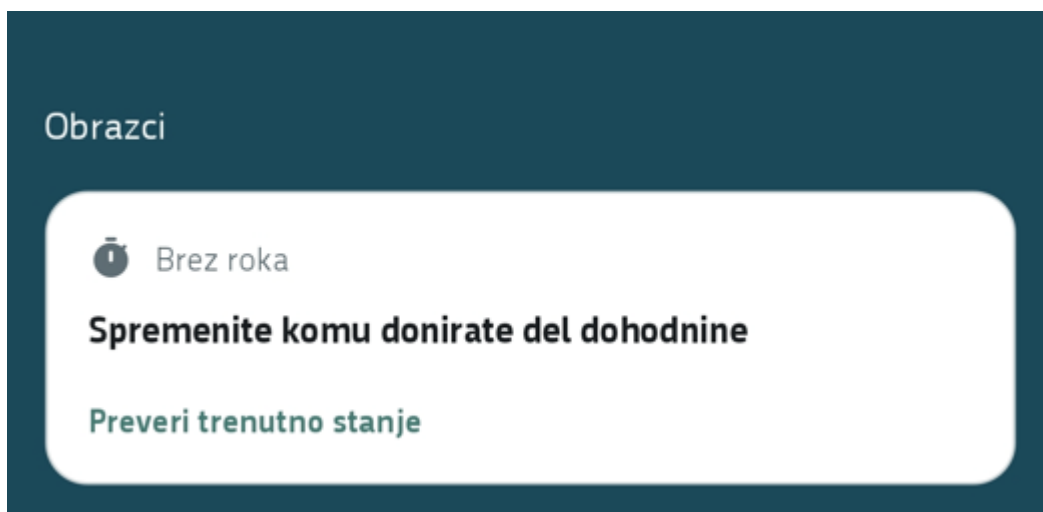 Obrazci
Brez roka
Spremenite komu donirate del dohodnine
Preveri trenutno stanje